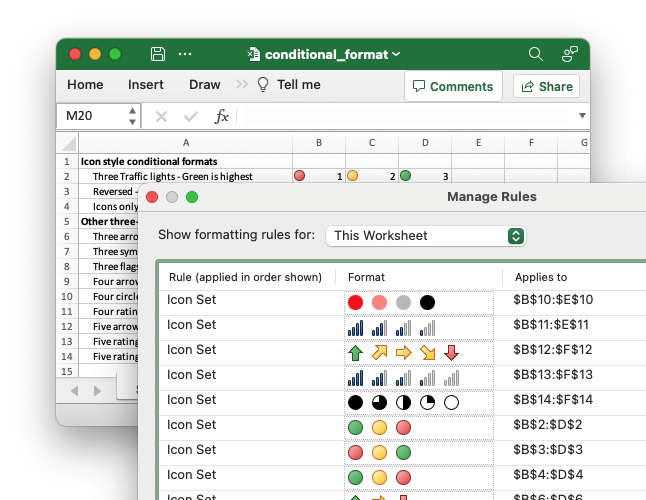 conditional_format
Home Insert Draw Tell me Comments Share
M20 fx
A B C D E F G
1 Icon style conditional formats
2 Three Traffic lights - Green is highest 1 2 3
3 Reversed -
4 Icons only
5 Other three-
6 Three arro
7 Three sym
8 Three flags
9 Four arrow
10 Four circle
11 Four rating
12 Five arrow
13 Five rating
14 Five rating
15
Manage Rules
Show formatting rules for: This Worksheet
Rule (applied in order shown) Format Applies to
Icon Set $B$10:$E$10
Icon Set $B$11:$E$11
Icon Set $B$12:$F$12
Icon Set $B$13:$F$13
Icon Set $B$14:$F$14
Icon Set $B$2:$D$2
Icon Set $B$3:$D$3
Icon Set $B$4:$D$4
Icon Set $B$6:$D$6